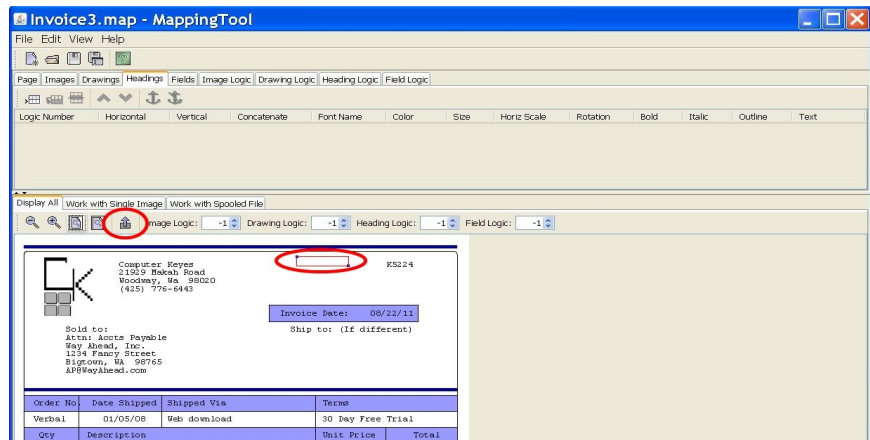 Invoice3.map - MappingTool
File Edit View Help
Page Images Drawings Headings Fields Image Logic Drawing Logic Heading Logic Field Logic
Logic Number Horizontal Vertical Concatenate Font Name Color Size Horiz Scale Rotation Bold Italic Outline Text
Display All Work with Single Image Work with Spooled File
mage Logic: -1 Drawing Logic: -1 Heading Logic: -1 Field Logic: -1
Computer Keyes K5224
21929 Makah Road
Woodway, Wa 98020
(425) 776-6443
Invoice Date: 08/22/11
Sold to: Ship to: (If different)
Attn: Accts Payable
Way Ahead, Inc.
1234 Fancy Street
Bigtown, WA 98765
AP@WayAhead.com
Order No. Date Shipped Shipped Via Terms
Verbal 01/05/08 Web download 30 Day Free Trial
Qty Description Unit Price Total